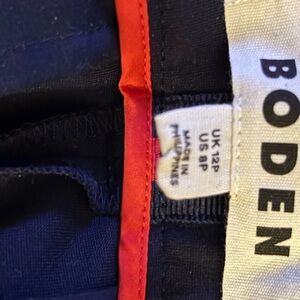 BODEN
UK 12P
US 8P
MADE IN
PHILIPPINES